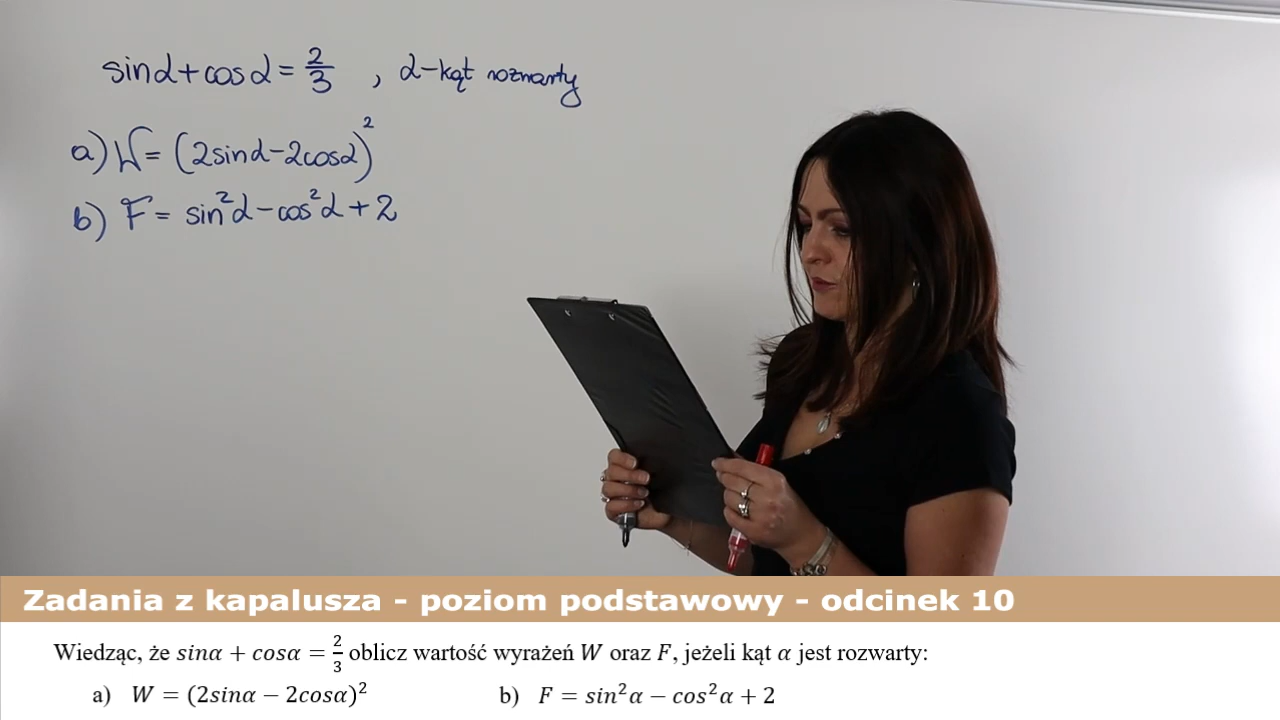 sinα + cosα = 2/3 , α-kąt rozwarty
a) W = (2sinα - 2cosα)²
b) F = sin²α - cos²α + 2
Zadania z kapalusza - poziom podstawowy - odcinek 10
Wiedząc, że sinα + cosα = 2/3 oblicz wartość wyrażeń W oraz F, jeżeli kąt α jest rozwarty:
a) W = (2sinα − 2cosα)² b) F = sin²α − cos²α + 2